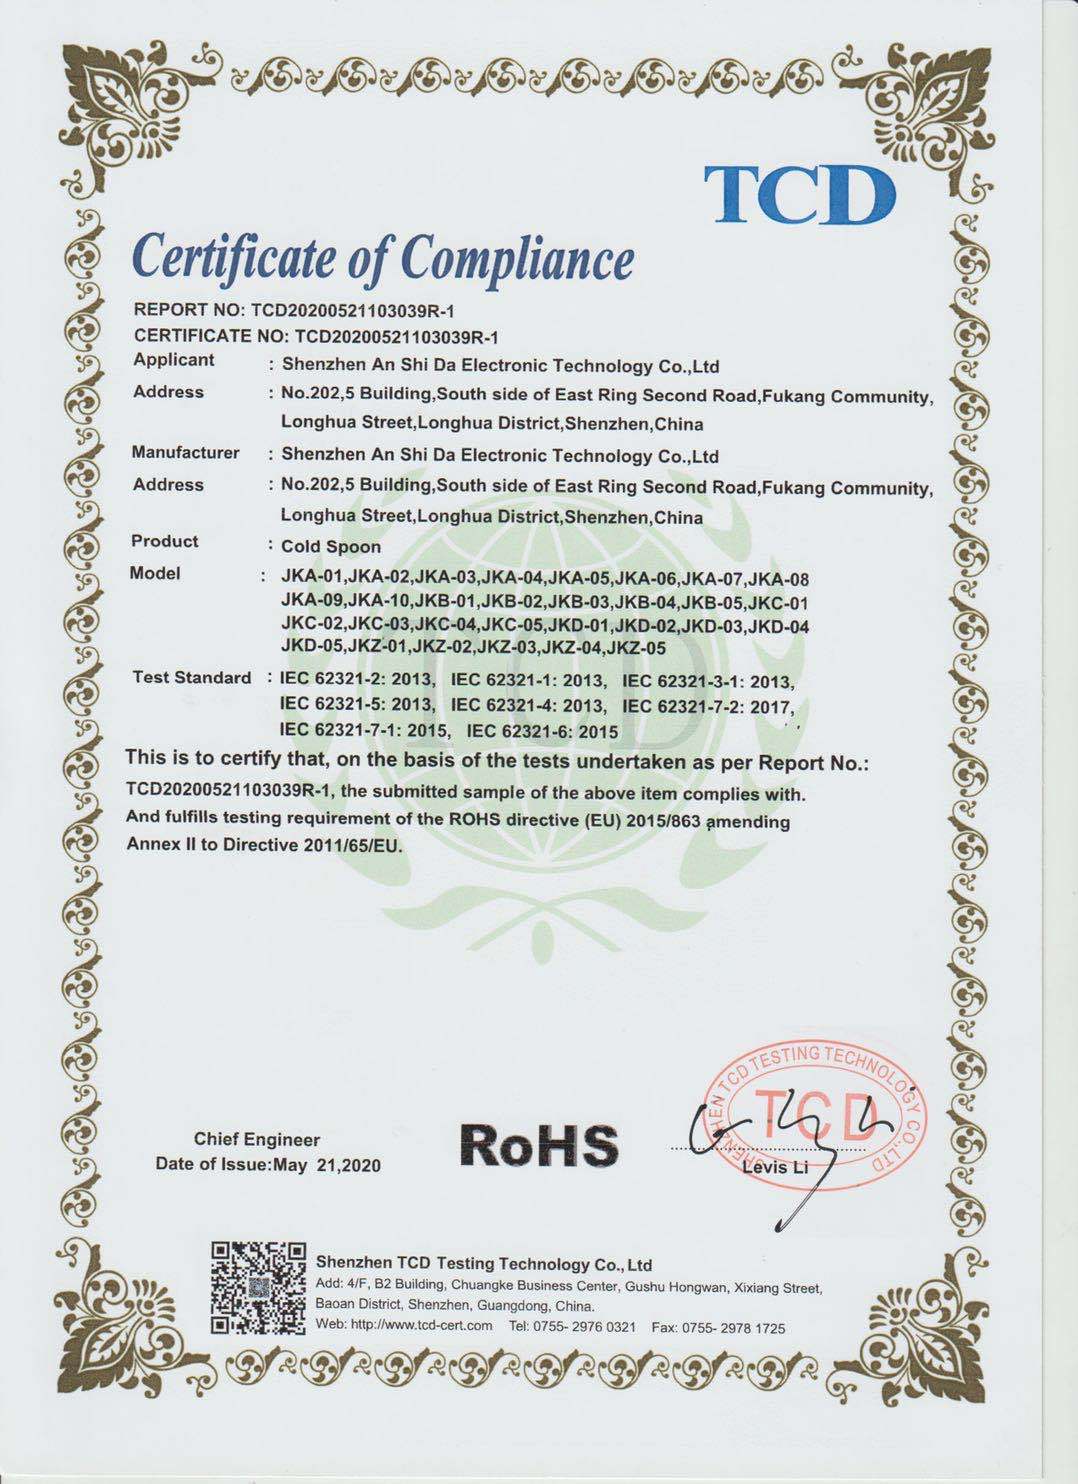 TCD
Certificate of Compliance
REPORT NO: TCD20200521103039R-1
CERTIFICATE NO: TCD20200521103039R-1
Applicant : Shenzhen An Shi Da Electronic Technology Co.,Ltd
Address : No.202,5 Building,South side of East Ring Second Road,Fukang Community,
Longhua Street,Longhua District,Shenzhen,China
Manufacturer : Shenzhen An Shi Da Electronic Technology Co.,Ltd
Address : No.202,5 Building,South side of East Ring Second Road,Fukang Community,
Longhua Street,Longhua District,Shenzhen,China
Product : Cold Spoon
Model : JKA-01,JKA-02,JKA-03,JKA-04,JKA-05,JKA-06,JKA-07,JKA-08
JKA-09,JKA-10,JKB-01,JKB-02,JKB-03,JKB-04,JKB-05,JKC-01
JKC-02,JKC-03,JKC-04,JKC-05,JKD-01,JKD-02,JKD-03,JKD-04
JKD-05,JKZ-01,JKZ-02,JKZ-03,JKZ-04,JKZ-05
Test Standard : IEC 62321-2: 2013, IEC 62321-1: 2013, IEC 62321-3-1: 2013,
IEC 62321-5: 2013, IEC 62321-4: 2013, IEC 62321-7-2: 2017,
IEC 62321-7-1: 2015, IEC 62321-6: 2015
TCD
This is to certify that, on the basis of the tests undertaken as per Report No.:
TCD20200521103039R-1, the submitted sample of the above item complies with.
And fulfills testing requirement of the ROHS directive (EU) 2015/863 amending
Annex II to Directive 2011/65/EU.
SHENZHEN TCD TESTING TECHNOLOGY CO.,LTD
TCD
Chief Engineer
RoHS
Levis Li
Date of Issue:May 21,2020
Shenzhen TCD Testing Technology Co.,Ltd
Add: 4/F, B2 Building, Chuangke Business Center, Gushu Hongwan, Xixiang Street,
Baoan District, Shenzhen, Guangdong, China.
Web: http://www.tcd-cert.com Tel: 0755- 2976 0321 Fax: 0755- 2978 1725